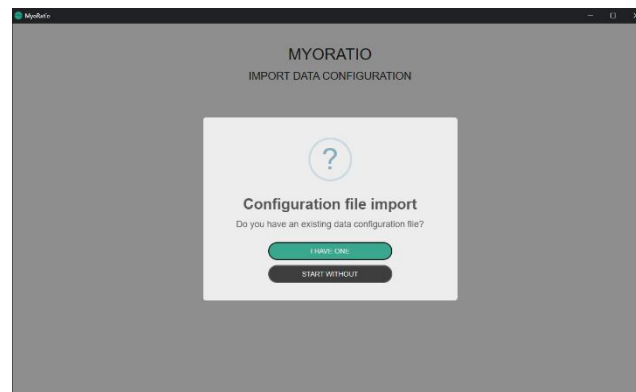 MyoRatio
MYORATIO
IMPORT DATA CONFIGURATION
?
Configuration file import
Do you have an existing data configuration file?
I HAVE ONE
START WITHOUT